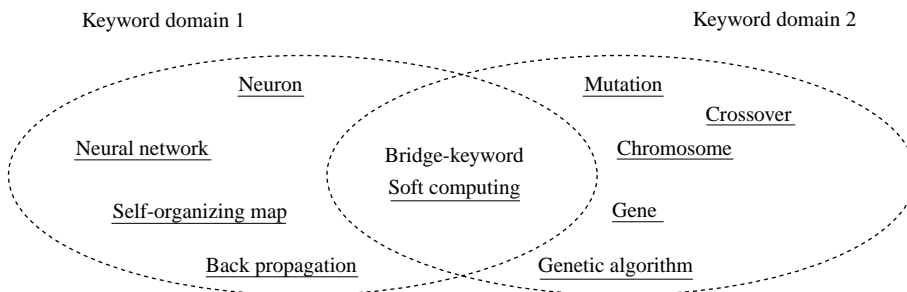 Keyword domain 1
Keyword domain 2
Neuron
Mutation
Crossover
Neural network
Bridge-keyword
Chromosome
Soft computing
Self-organizing map
Gene
Back propagation
Genetic algorithm